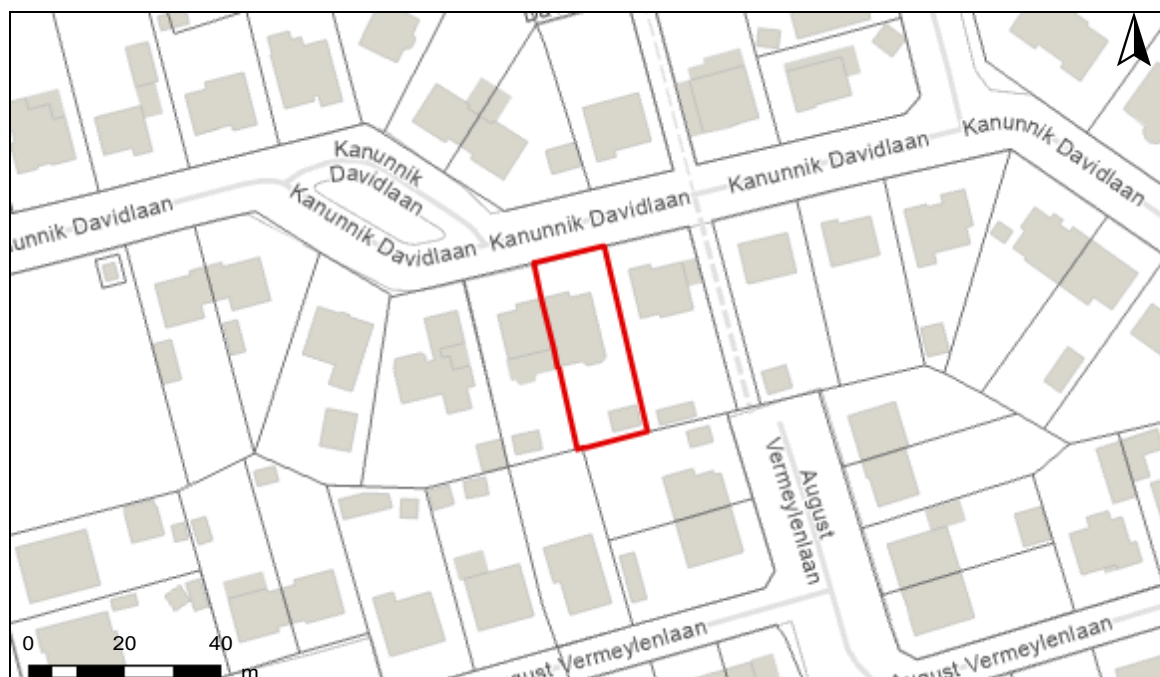 Kanunnik Davidlaan
Kanunnik
Davidlaan
Kanunnik Davidlaan
unnik Davidlaan
Kanunnik
Davidlaan
Kanunnik Davidlaan
Kanunnik Davidlaan
August
Vermeylenlaan
0 20 40
m
gust Vermeylenlaan
August Vermeylenlaan